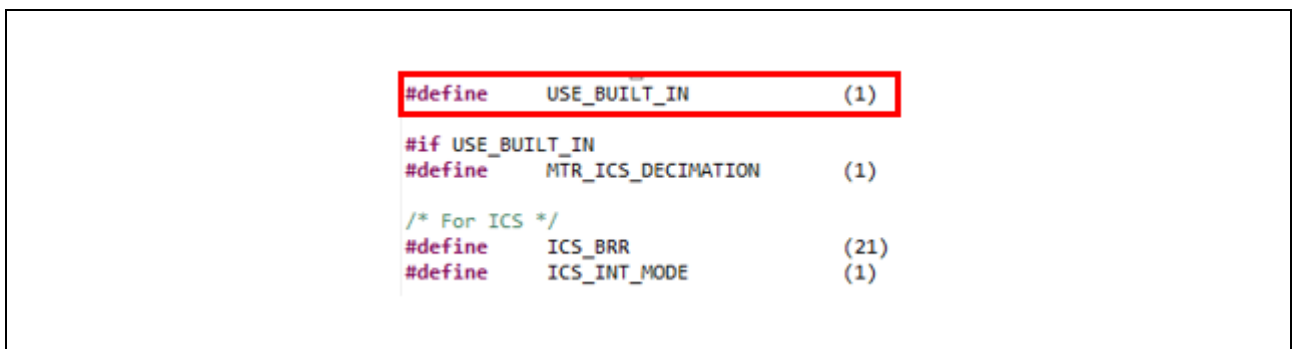 #define USE_BUILT_IN (1)
#if USE_BUILT_IN
#define MTR_ICS_DECIMATION (1)
/* For ICS */
#define ICS_BRR (21)
#define ICS_INT_MODE (1)